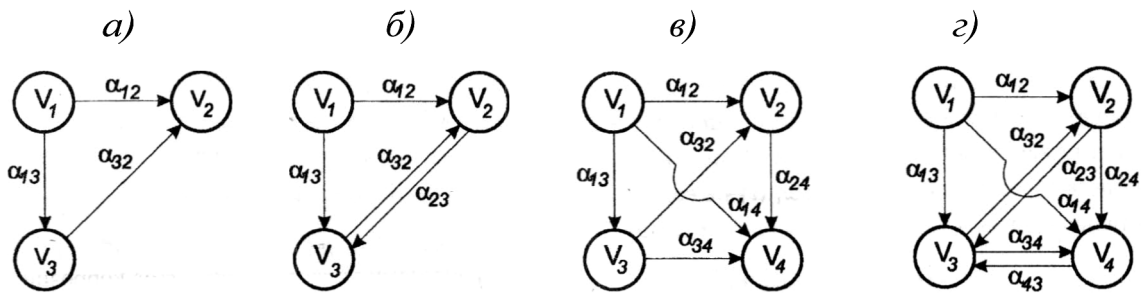 а) б) в) г)
V₁ α₁₂ V₂ V₁ α₁₂ V₂ V₁ α₁₂ V₂ V₁ α₁₂ V₂
α₁₃ α₃₂ α₁₃ α₃₂ α₂₃ α₁₃ α₃₂ α₂₄ α₁₃ α₃₂ α₂₃ α₂₄
α₁₄ α₁₄
V₃ V₃ V₃ α₃₄ V₄ V₃ α₃₄ V₄
α₄₃